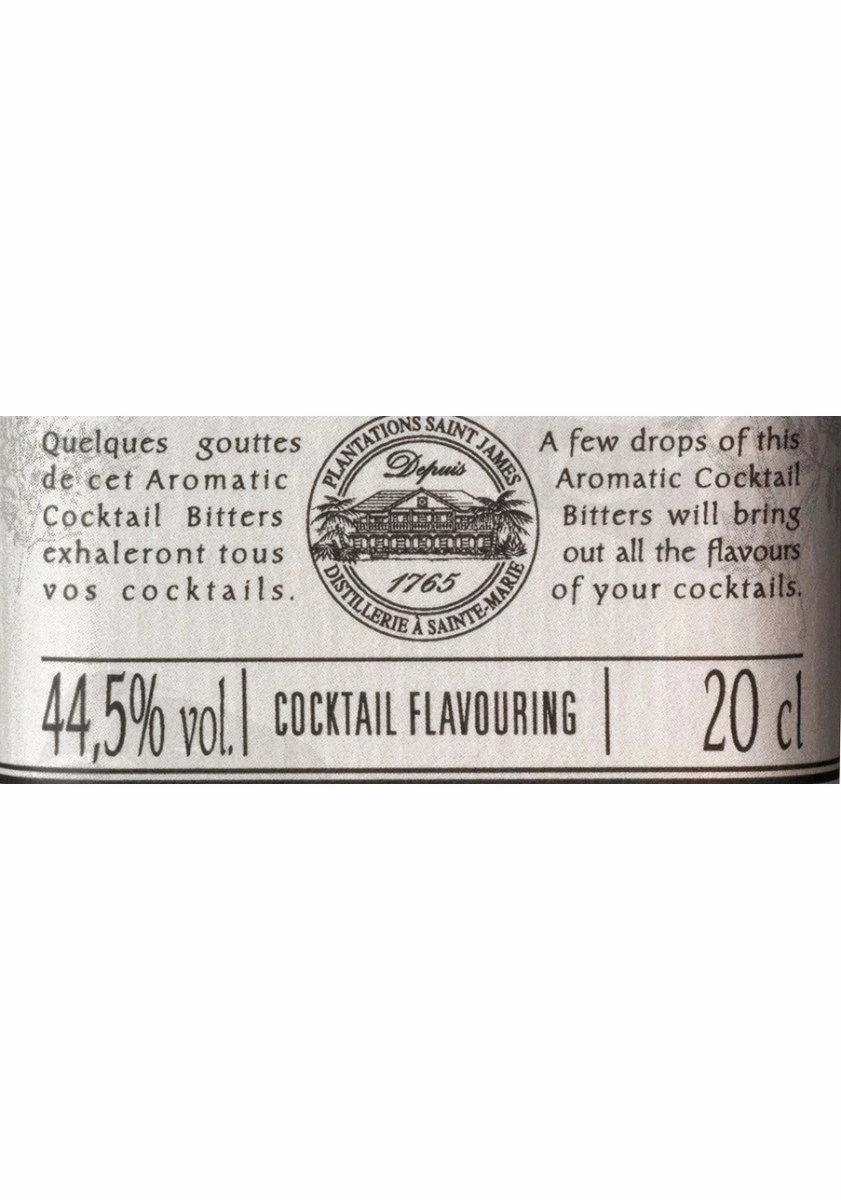 Quelques gouttes
de cet Aromatic
Cocktail Bitters
exhaleront tous
vos cocktails.
PLANTATIONS SAINT JAMES
Depuis
1765
DISTILLERIE À SAINTE-MARIE
A few drops of this
Aromatic Cocktail
Bitters will bring
out all the flavours
of your cocktails.
44,5% vol. | COCKTAIL FLAVOURING | 20 cl